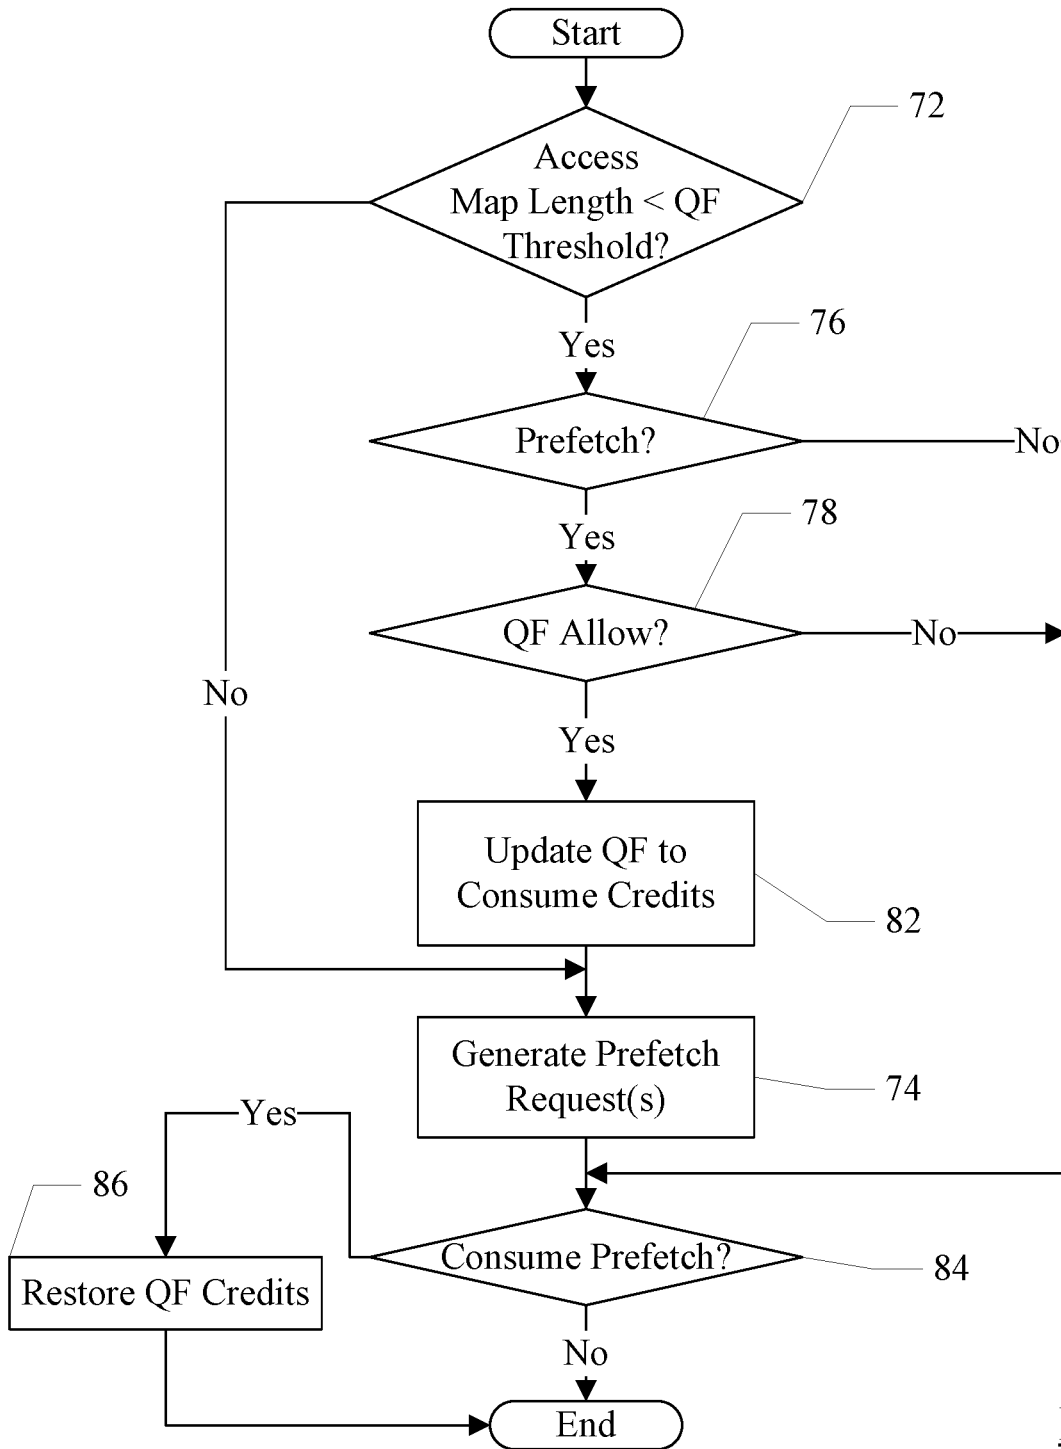 Start
72
Access
Map Length < QF
Threshold?
76
Yes
Prefetch?
No
78
Yes
QF Allow?
No
No
Yes
Update QF to
Consume Credits
82
Generate Prefetch
Request(s)
74
Yes
86
Consume Prefetch?
84
Restore QF Credits
No
End